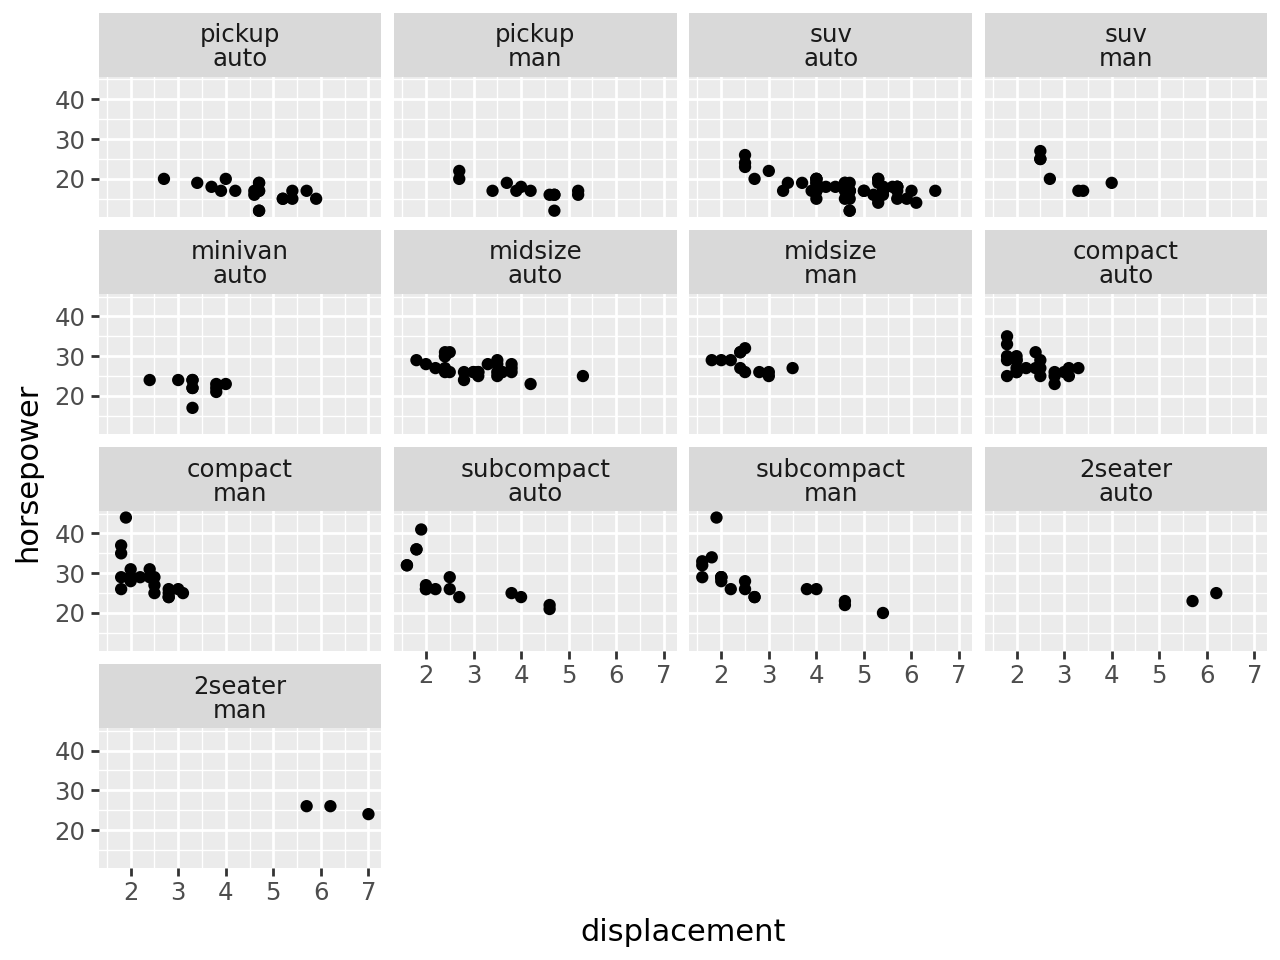 pickup
auto
pickup
man
suv
auto
suv
man
40
30
20
minivan
auto
midsize
auto
midsize
man
compact
auto
40
30
20
compact
man
subcompact
auto
subcompact
man
2seater
auto
40
30
20
2 3 4 5 6 7
2 3 4 5 6 7
2 3 4 5 6 7
2seater
man
40
30
20
2 3 4 5 6 7
horsepower
displacement